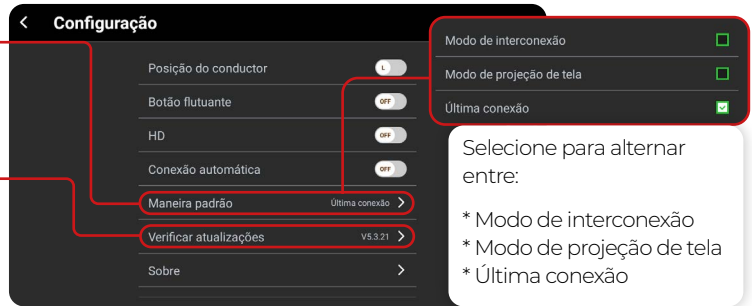 Configuração
Posição do conductor L
Botão flutuante OFF
HD OFF
Conexão automática OFF
Maneira padrão Última conexão
Verificar atualizações V5.3.21
Sobre
Modo de interconexão
Modo de projeção de tela
Última conexão
Selecione para alternar
entre:
* Modo de interconexão
* Modo de projeção de tela
* Última conexão